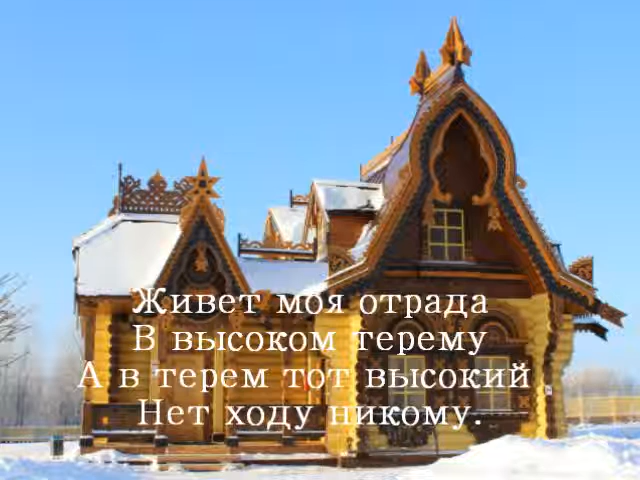 Живет моя отрада
В высоком терему
А в терем тот высокий
Нет ходу никому.